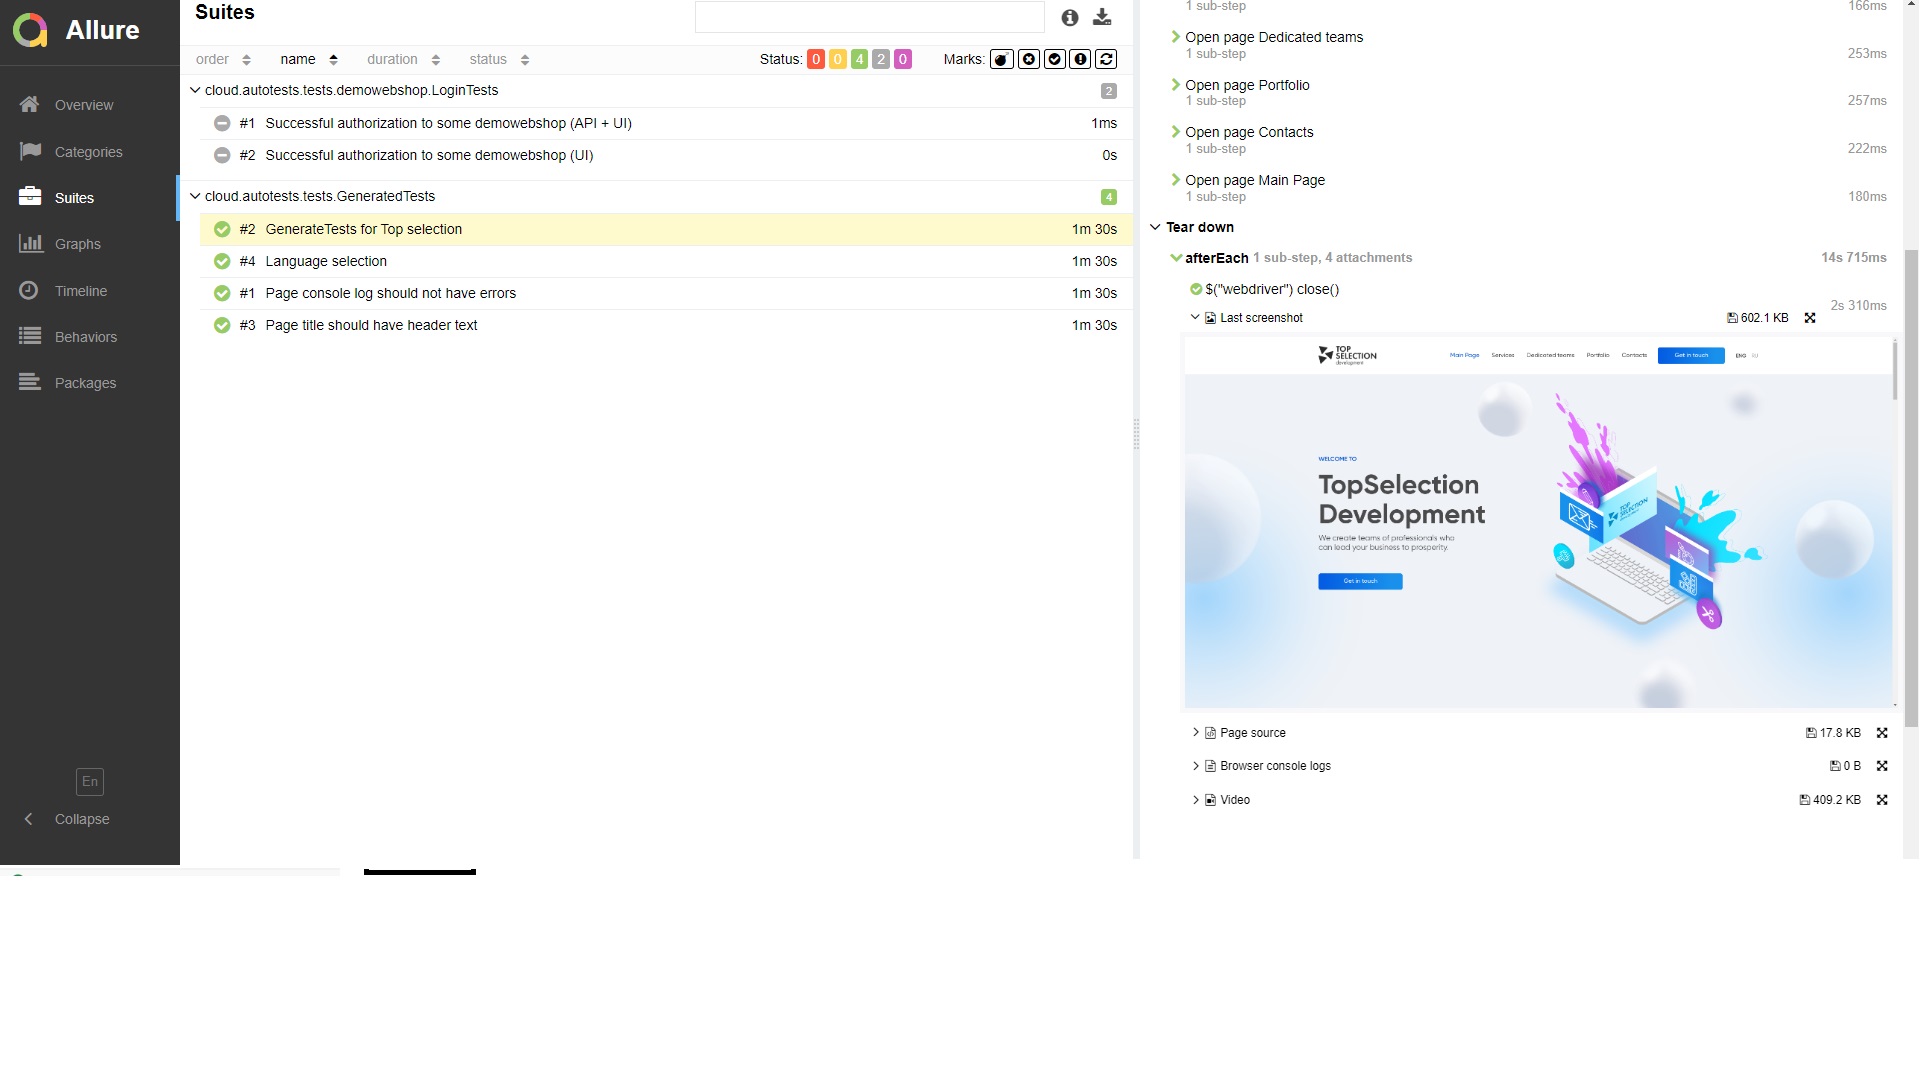 Allure
Overview
Categories
Suites
Graphs
Timeline
Behaviors
Packages
En
Collapse
Suites
order name duration status Status: 0 0 4 2 0 Marks:
cloud.autotests.tests.demowebshop.LoginTests 2
#1 Successful authorization to some demowebshop (API + UI) 1ms
#2 Successful authorization to some demowebshop (UI) 0s
cloud.autotests.tests.GeneratedTests 4
#2 GenerateTests for Top selection 1m 30s
#4 Language selection 1m 30s
#1 Page console log should not have errors 1m 30s
#3 Page title should have header text 1m 30s
1 sub-step 166ms
Open page Dedicated teams
1 sub-step 253ms
Open page Portfolio
1 sub-step 257ms
Open page Contacts
1 sub-step 222ms
Open page Main Page
1 sub-step 180ms
Tear down
afterEach 1 sub-step, 4 attachments 14s 715ms
$("webdriver") close()
2s 310ms
Last screenshot 602.1 KB
TOP
SELECTION
development
Main Page Services Dedicated teams Portfolio Contacts Get in touch ENG RU
WELCOME TO
TopSelection
Development
We create teams of professionals who
can lead your business to prosperity.
Get in touch
TOP
SELECTION
Page source 17.8 KB
Browser console logs 0 B
Video 409.2 KB